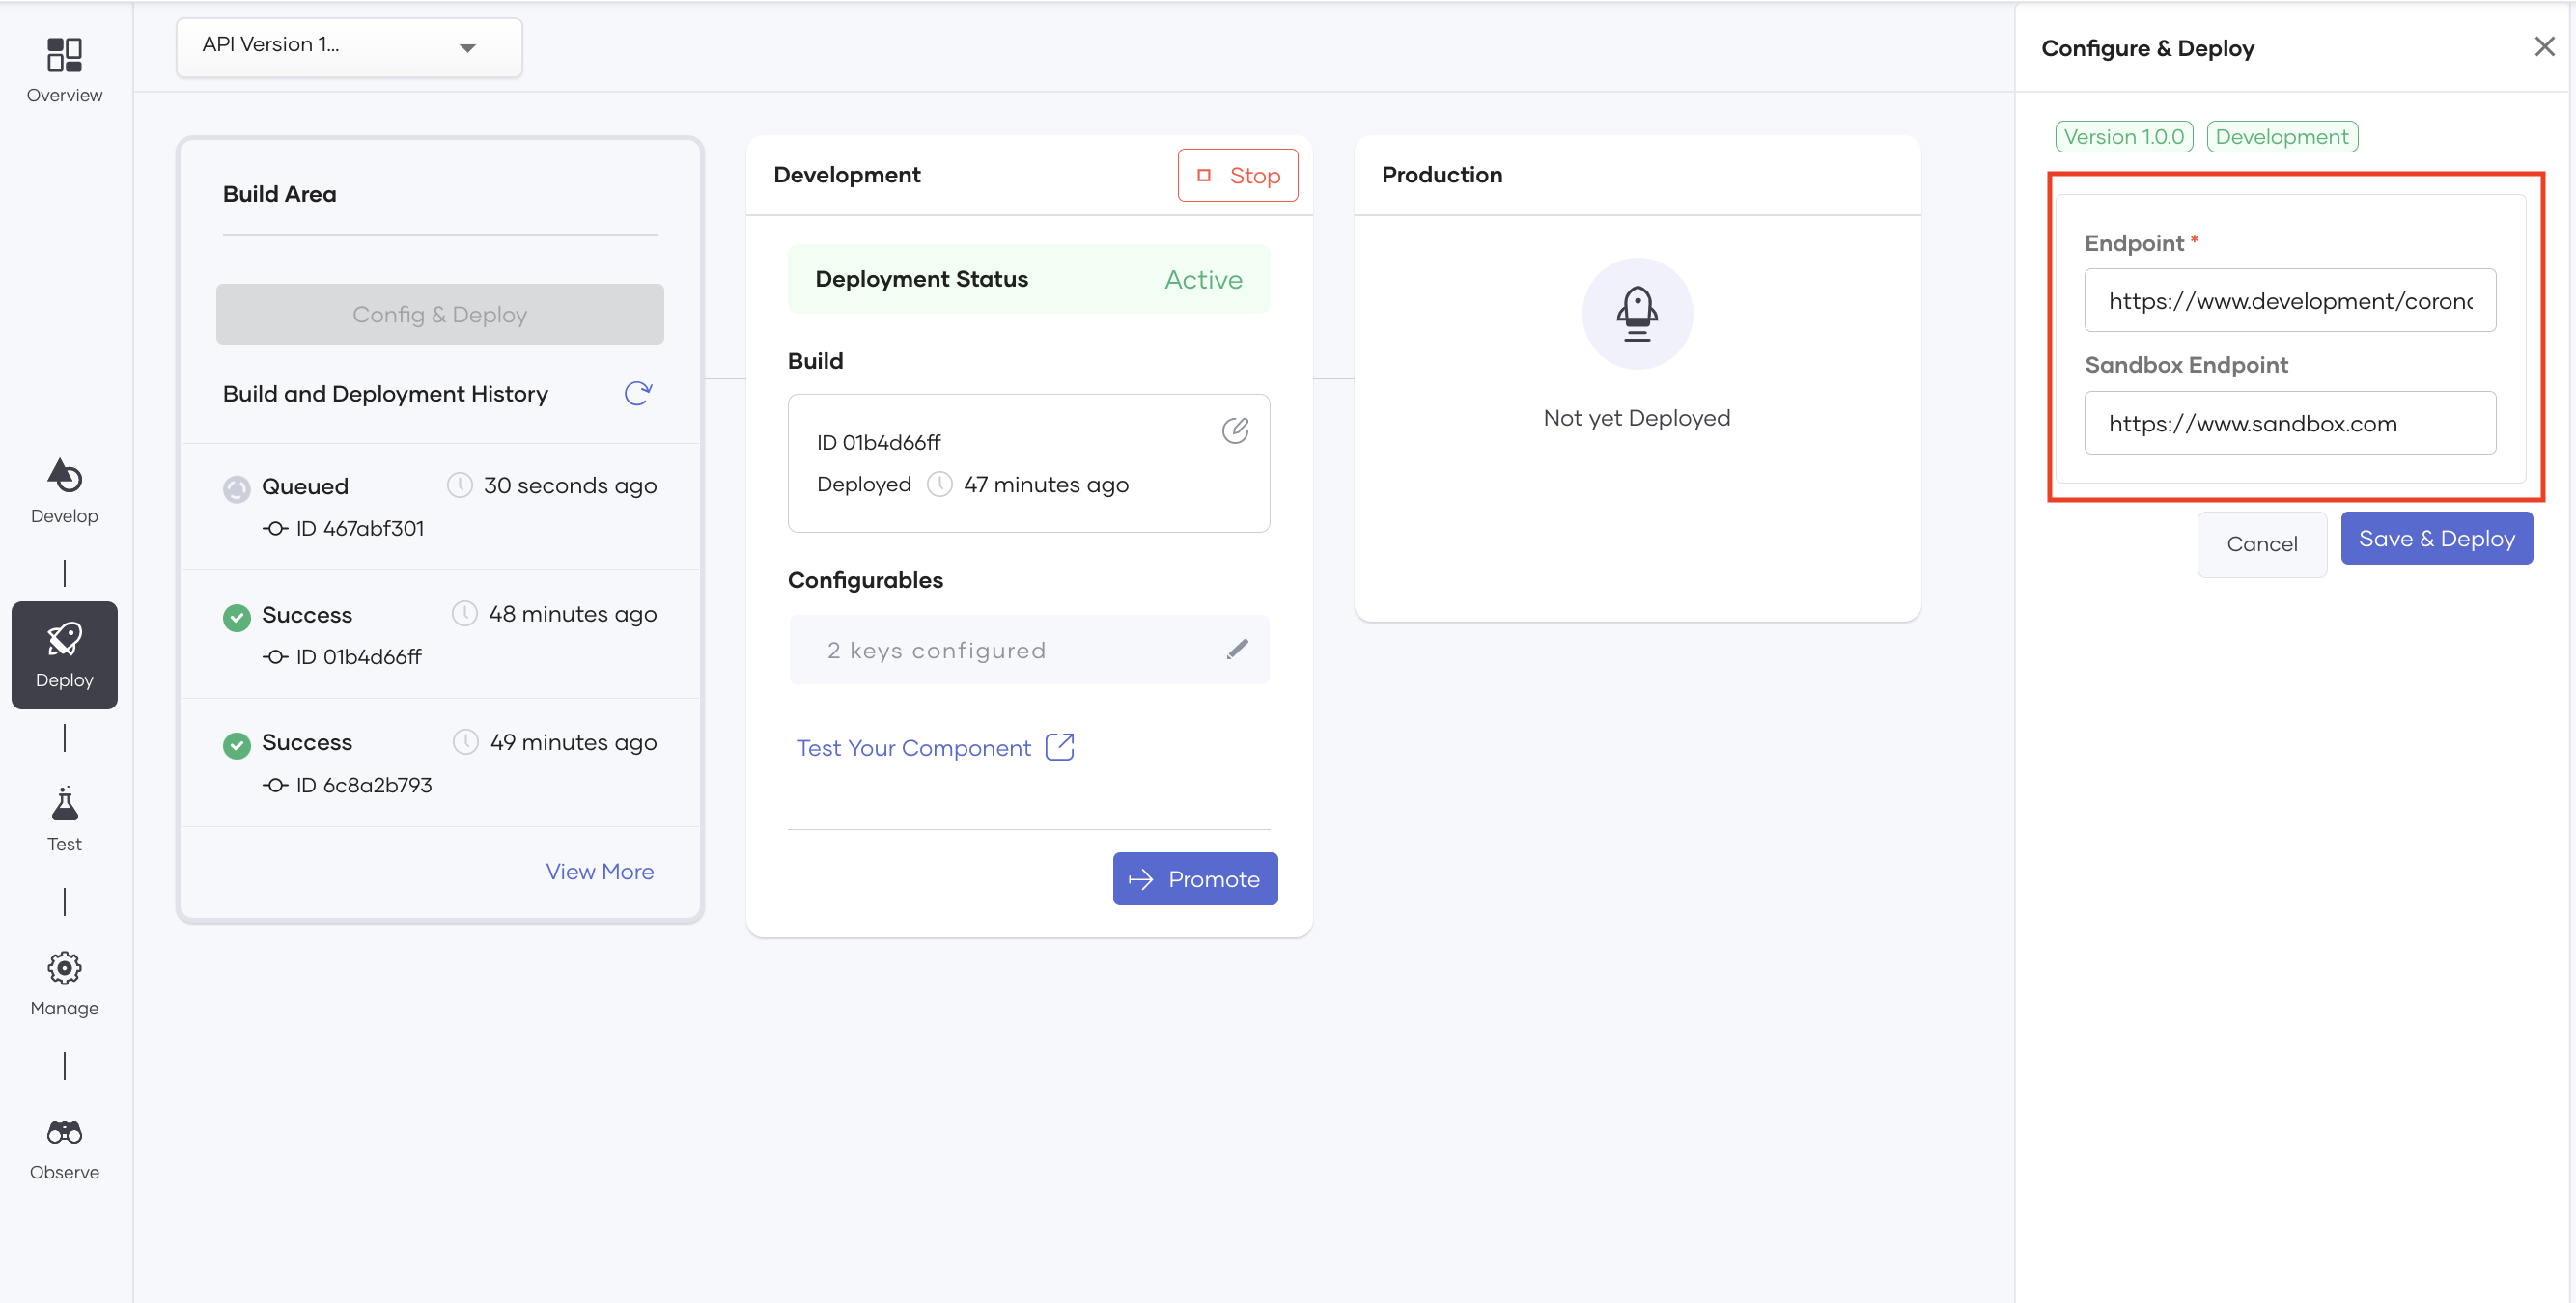 Overview
Develop
Deploy
Test
Manage
Observe
API Version 1...
Build Area
Config & Deploy
Build and Deployment History
Queued 30 seconds ago
ID 467abf301
Success 48 minutes ago
ID 01b4d66ff
Success 49 minutes ago
ID 6c8a2b793
View More
Development Stop
Deployment Status Active
Build
ID 01b4d66ff
Deployed 47 minutes ago
Configurables
2 keys configured
Test Your Component
Promote
Production
Not yet Deployed
Configure & Deploy
Version 1.0.0 Development
Endpoint *
https://www.development/corona
Sandbox Endpoint
https://www.sandbox.com
Cancel Save & Deploy